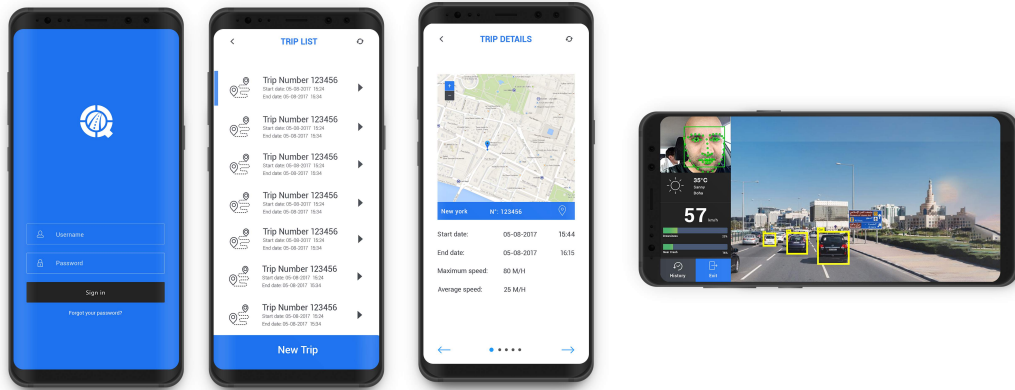 Username
Password
Sign in
Forgot your password?
TRIP LIST
Trip Number 123456
Start date: 05-08-2017 15:24
End date: 05-08-2017 15:34
Trip Number 123456
Start date: 05-08-2017 15:24
End date: 05-08-2017 15:34
Trip Number 123456
Start date: 05-08-2017 15:24
End date: 05-08-2017 15:34
Trip Number 123456
Start date: 05-08-2017 15:24
End date: 05-08-2017 15:34
Trip Number 123456
Start date: 05-08-2017 15:24
End date: 05-08-2017 15:34
Trip Number 123456
Start date: 05-08-2017 15:24
End date: 05-08-2017 15:34
Trip Number 123456
Start date: 05-08-2017 15:24
End date: 05-08-2017 15:34
New Trip
TRIP DETAILS
New york N°: 123456
Start date: 05-08-2017 15:44
End date: 05-08-2017 16:15
Maximum speed: 80 M/H
Average speed: 25 M/H
35°C
Sanny
Doha
57 km/h
History
Exit